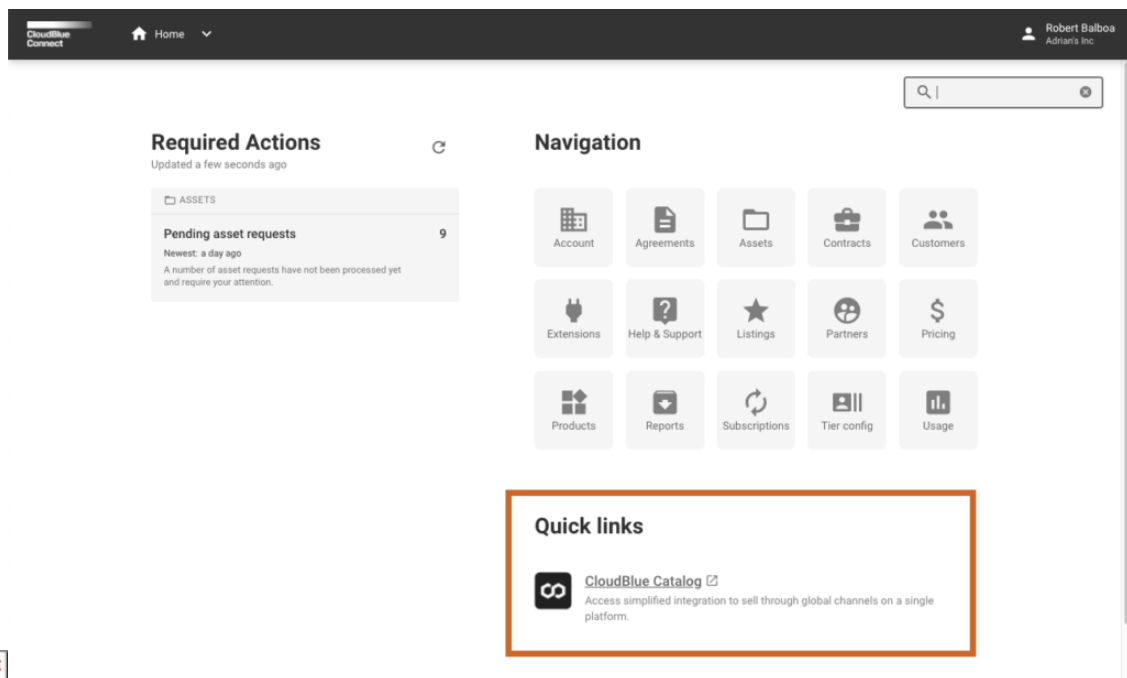 CloudBlue
Connect
Home
Robert Balboa
Adrian's Inc
Required Actions
Updated a few seconds ago
ASSETS
Pending asset requests 9
Newest: a day ago
A number of asset requests have not been processed yet
and require your attention.
Navigation
Account Agreements Assets Contracts Customers
Extensions Help & Support Listings Partners Pricing
Products Reports Subscriptions Tier config Usage
Quick links
CloudBlue Catalog
Access simplified integration to sell through global channels on a single
platform.